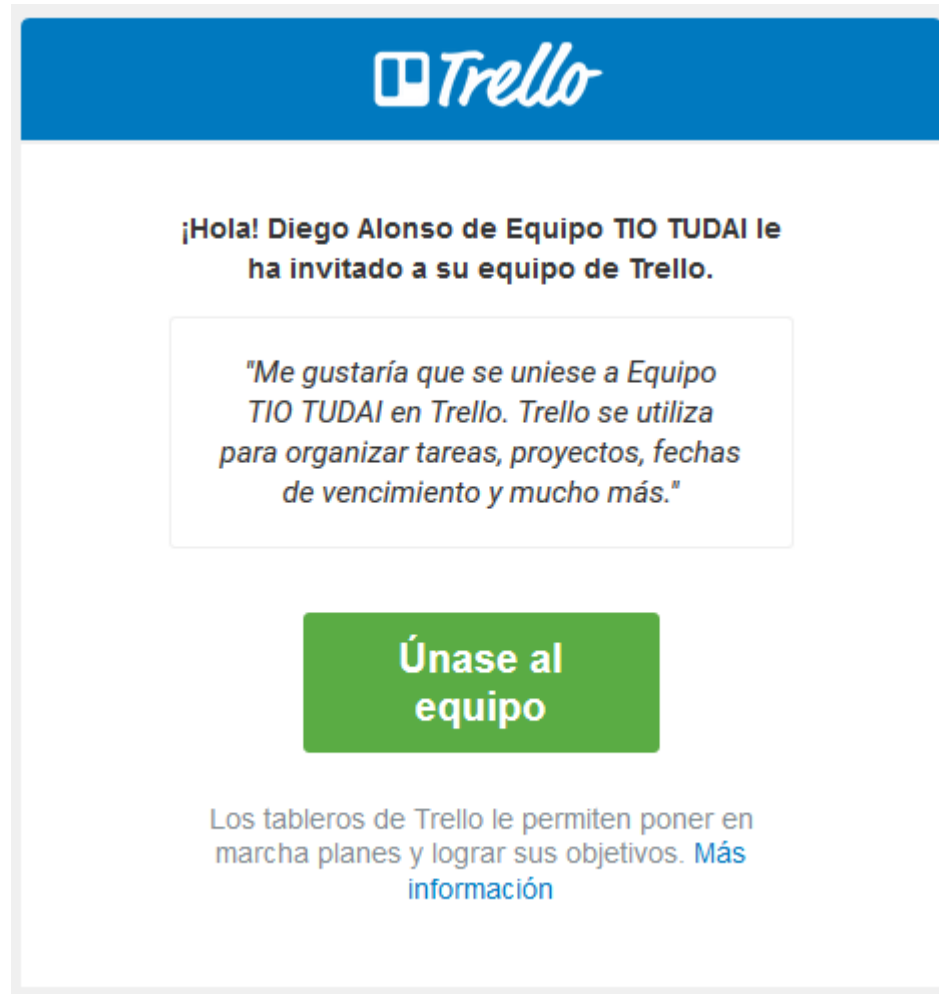 Trello
¡Hola! Diego Alonso de Equipo TIO TUDAI le
ha invitado a su equipo de Trello.
"Me gustaría que se uniese a Equipo
TIO TUDAI en Trello. Trello se utiliza
para organizar tareas, proyectos, fechas
de vencimiento y mucho más."
Únase al
equipo
Los tableros de Trello le permiten poner en
marcha planes y lograr sus objetivos. Más
información